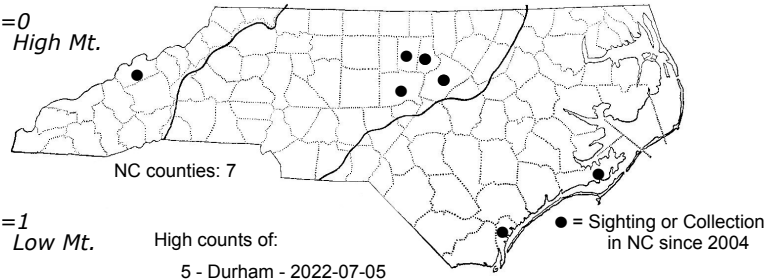 =0
High Mt.
NC counties: 7
=1
Low Mt.
High counts of:
5 - Durham - 2022-07-05
● = Sighting or Collection
in NC since 2004